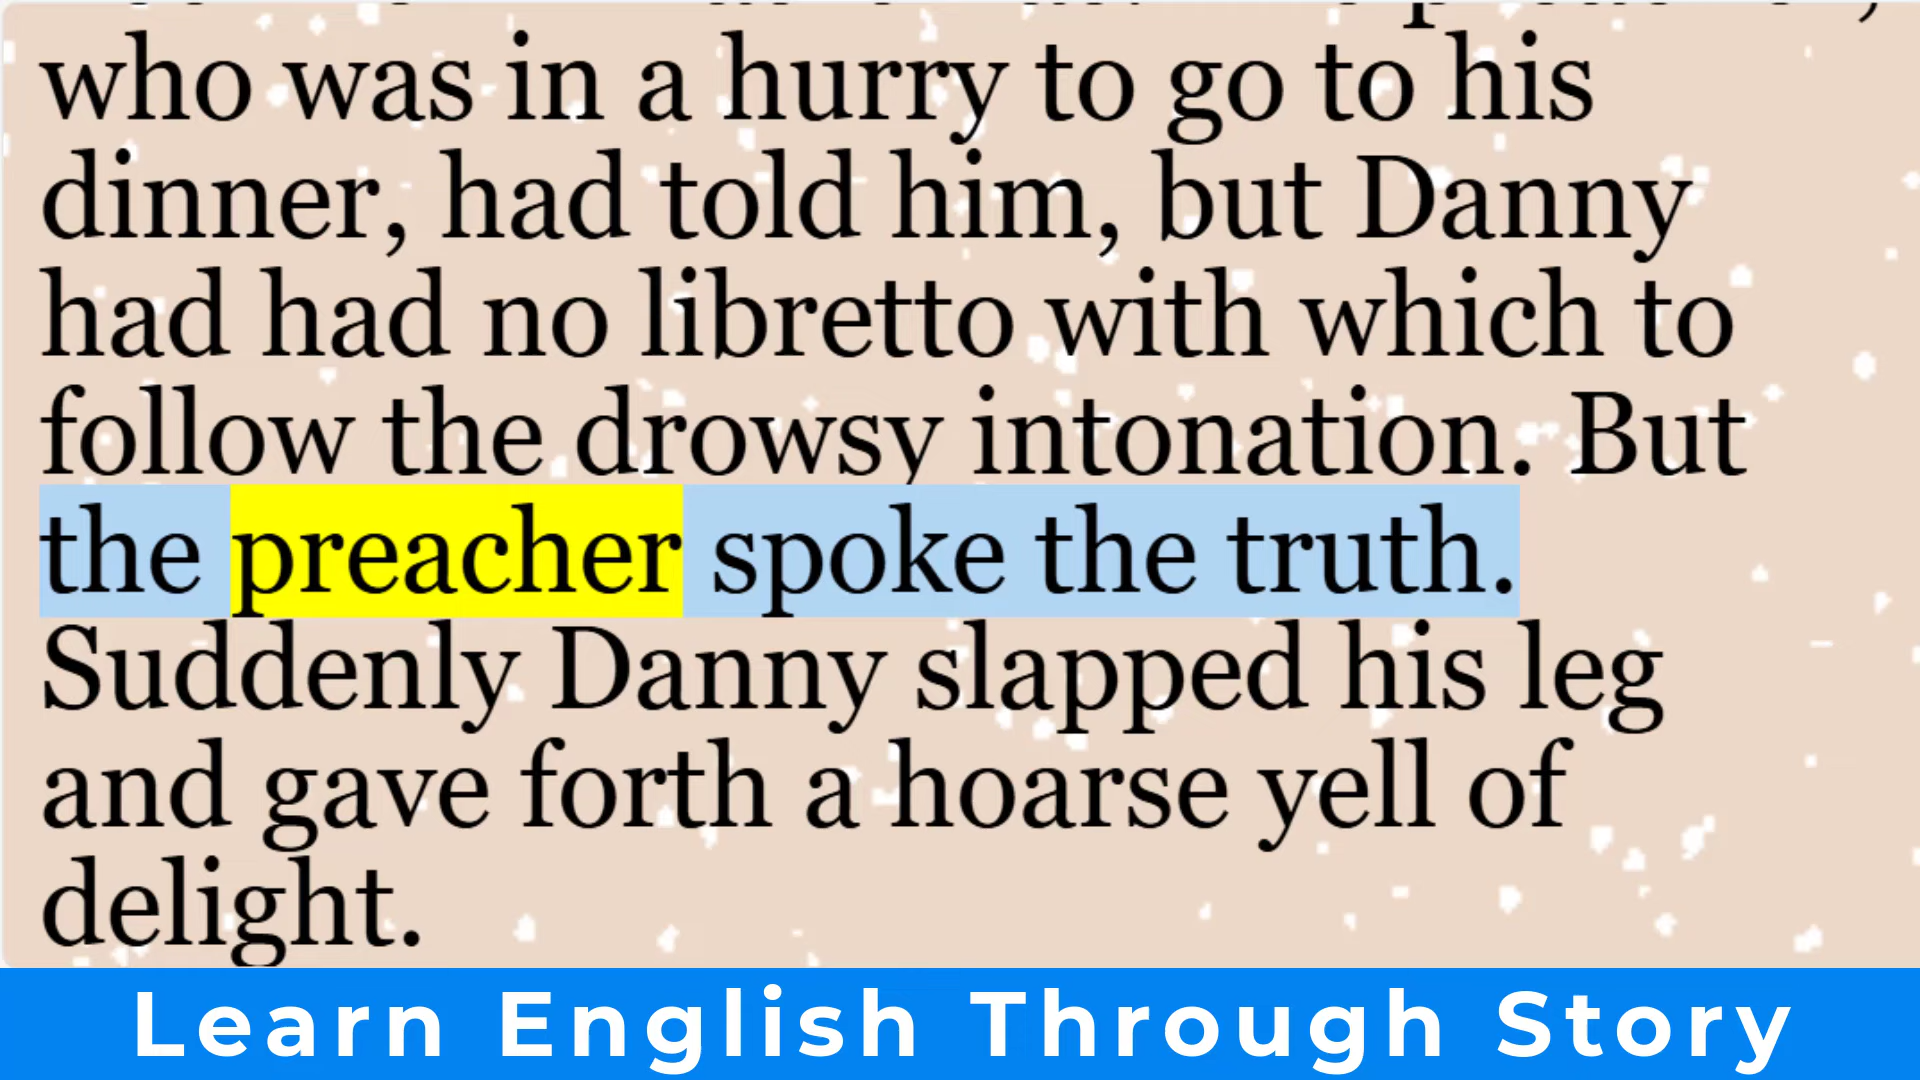 who was in a hurry to go to his
dinner, had told him, but Danny
had had no libretto with which to
follow the drowsy intonation. But
the preacher spoke the truth.
Suddenly Danny slapped his leg
and gave forth a hoarse yell of
delight.
Learn English Through Story